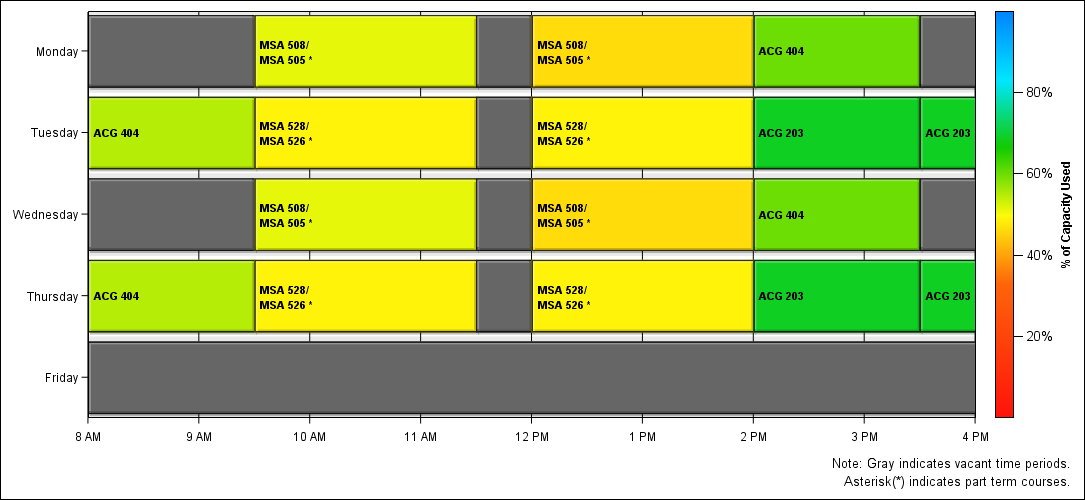 Monday
MSA 508/
MSA 505 *
MSA 508/
MSA 505 *
ACG 404
Tuesday
ACG 404
MSA 528/
MSA 526 *
MSA 528/
MSA 526 *
ACG 203
ACG 203
Wednesday
MSA 508/
MSA 505 *
MSA 508/
MSA 505 *
ACG 404
Thursday
ACG 404
MSA 528/
MSA 526 *
MSA 528/
MSA 526 *
ACG 203
ACG 203
Friday
8 AM
9 AM
10 AM
11 AM
12 PM
1 PM
2 PM
3 PM
4 PM
80%
60%
40%
20%
% of Capacity Used
Note: Gray indicates vacant time periods.
Asterisk(*) indicates part term courses.